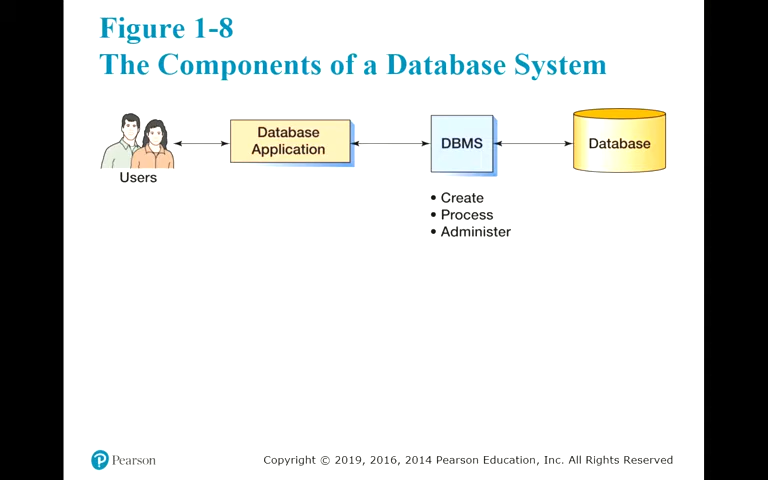 Figure 1-8
The Components of a Database System
Users
Database
Application
DBMS
Database
• Create
• Process
• Administer
Pearson
Copyright © 2019, 2016, 2014 Pearson Education, Inc. All Rights Reserved